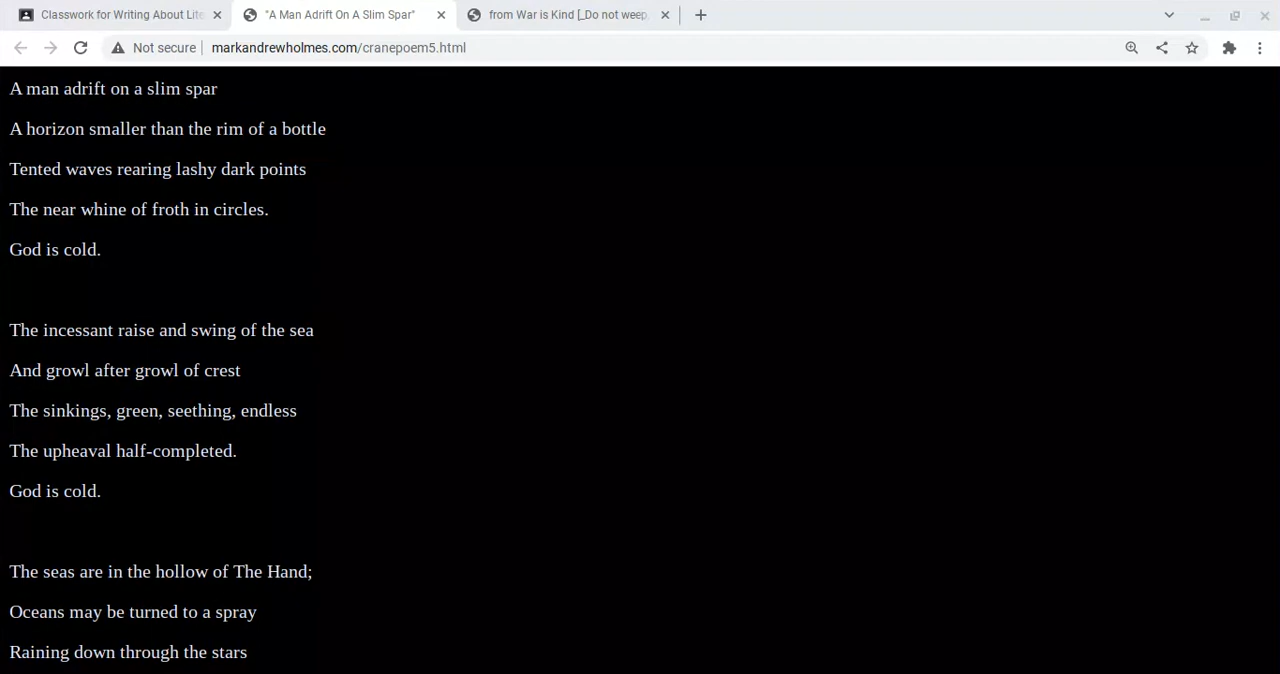 Classwork for Writing About Lite
"A Man Adrift On A Slim Spar"
from War is Kind [_Do not weep,
Not secure
markandrewholmes.com/cranepoem5.html
A man adrift on a slim spar
A horizon smaller than the rim of a bottle
Tented waves rearing lashy dark points
The near whine of froth in circles.
God is cold.
The incessant raise and swing of the sea
And growl after growl of crest
The sinkings, green, seething, endless
The upheaval half-completed.
God is cold.
The seas are in the hollow of The Hand;
Oceans may be turned to a spray
Raining down through the stars